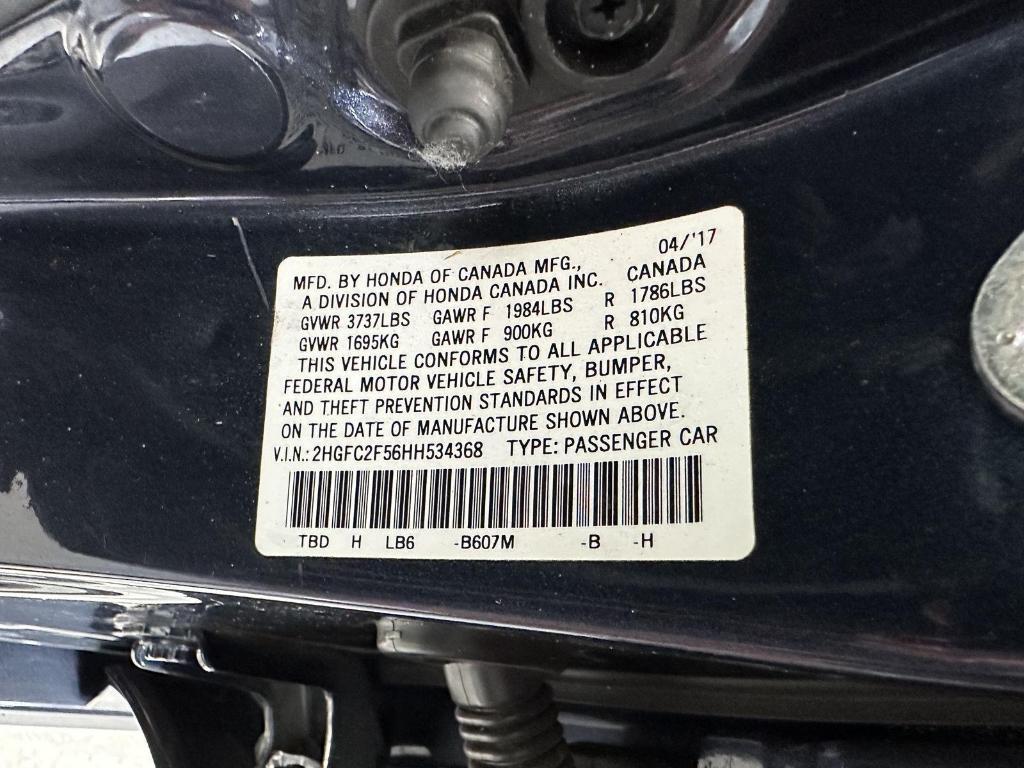 04/'17
MFD. BY HONDA OF CANADA MFG.,
A DIVISION OF HONDA CANADA INC. CANADA
GVWR 3737LBS GAWR F 1984LBS R 1786LBS
GVWR 1695KG GAWR F 900KG R 810KG
THIS VEHICLE CONFORMS TO ALL APPLICABLE
FEDERAL MOTOR VEHICLE SAFETY, BUMPER,
AND THEFT PREVENTION STANDARDS IN EFFECT
ON THE DATE OF MANUFACTURE SHOWN ABOVE.
V.I.N.: 2HGFC2F56HH534368 TYPE: PASSENGER CAR
TBD H LB6 -B607M -B -H